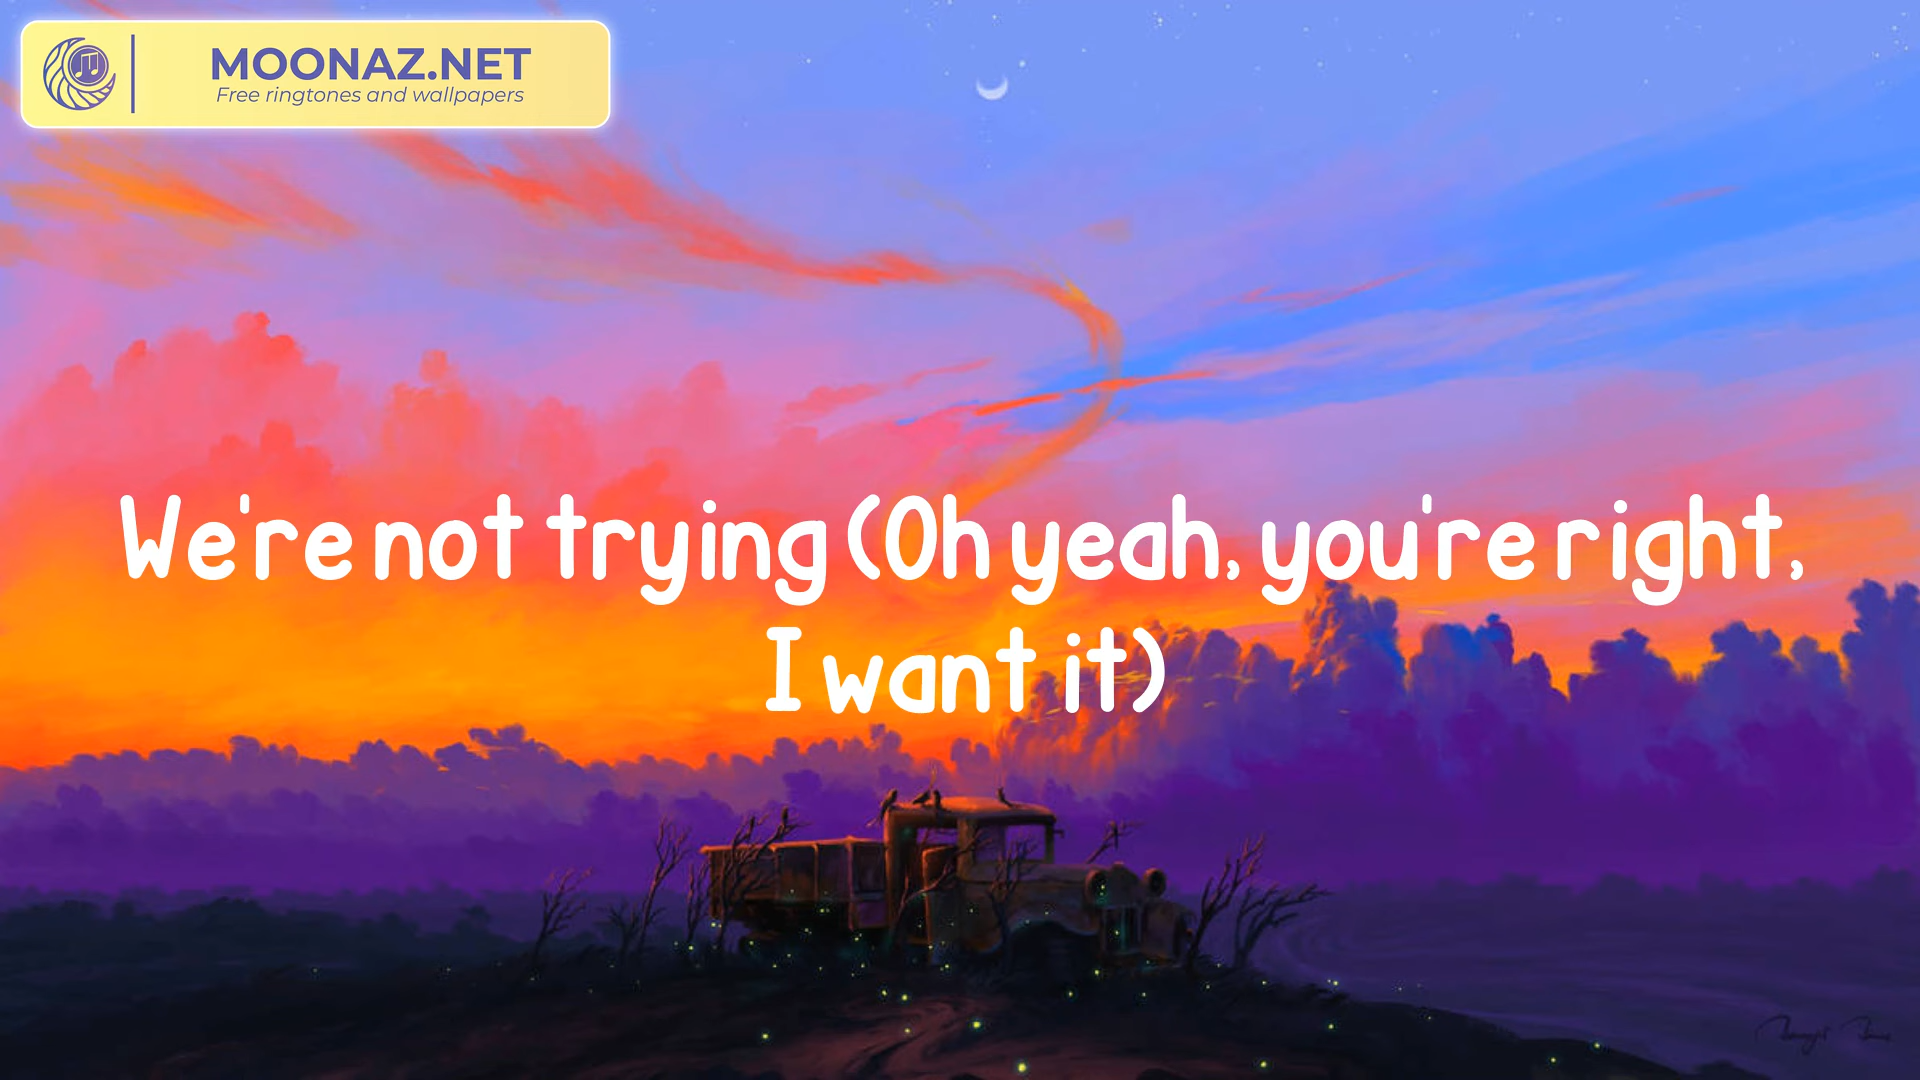 MOONAZ.NET
Free ringtones and wallpapers
We're not trying (Oh yeah, you're right,
I want it)